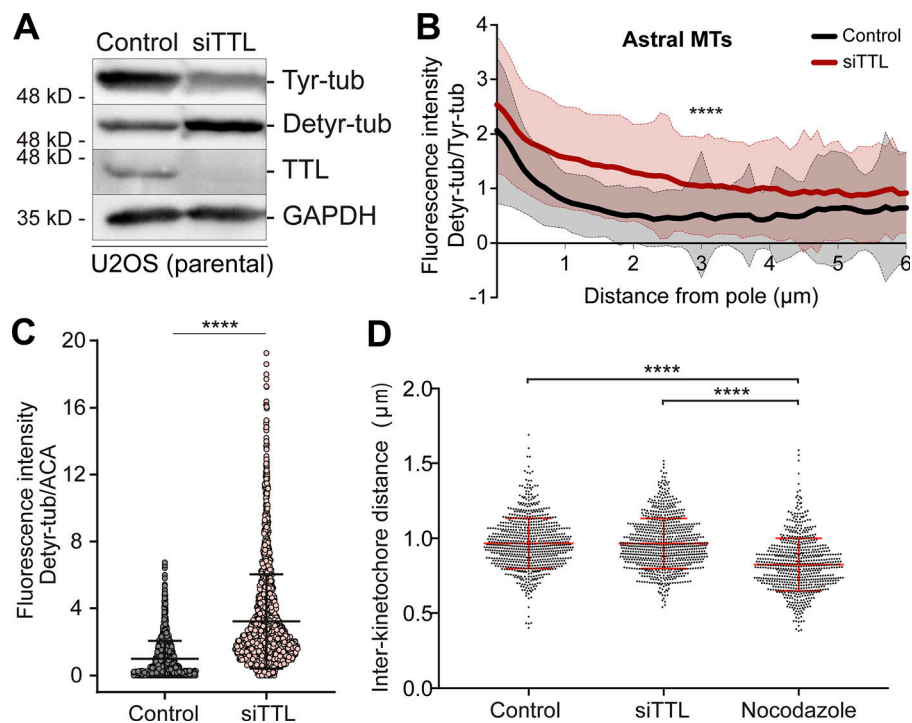 A
Control siTTL
Tyr-tub
48 kD
Detyr-tub
48 kD
48 kD
TTL
35 kD
GAPDH
U2OS (parental)
B
Astral MTs
Control
siTTL
****
Fluorescence intensity
Detyr-tub/Tyr-tub
4
3
2
1
0
-1
1 2 3 4 5 6
Distance from pole (µm)
C
****
Fluorescence intensity
Detyr-tub/ACA
20
16
12
8
4
0
Control siTTL
D
****
****
Inter-kinetochore distance (µm)
2.0
1.5
1.0
0.5
0.0
Control siTTL Nocodazole